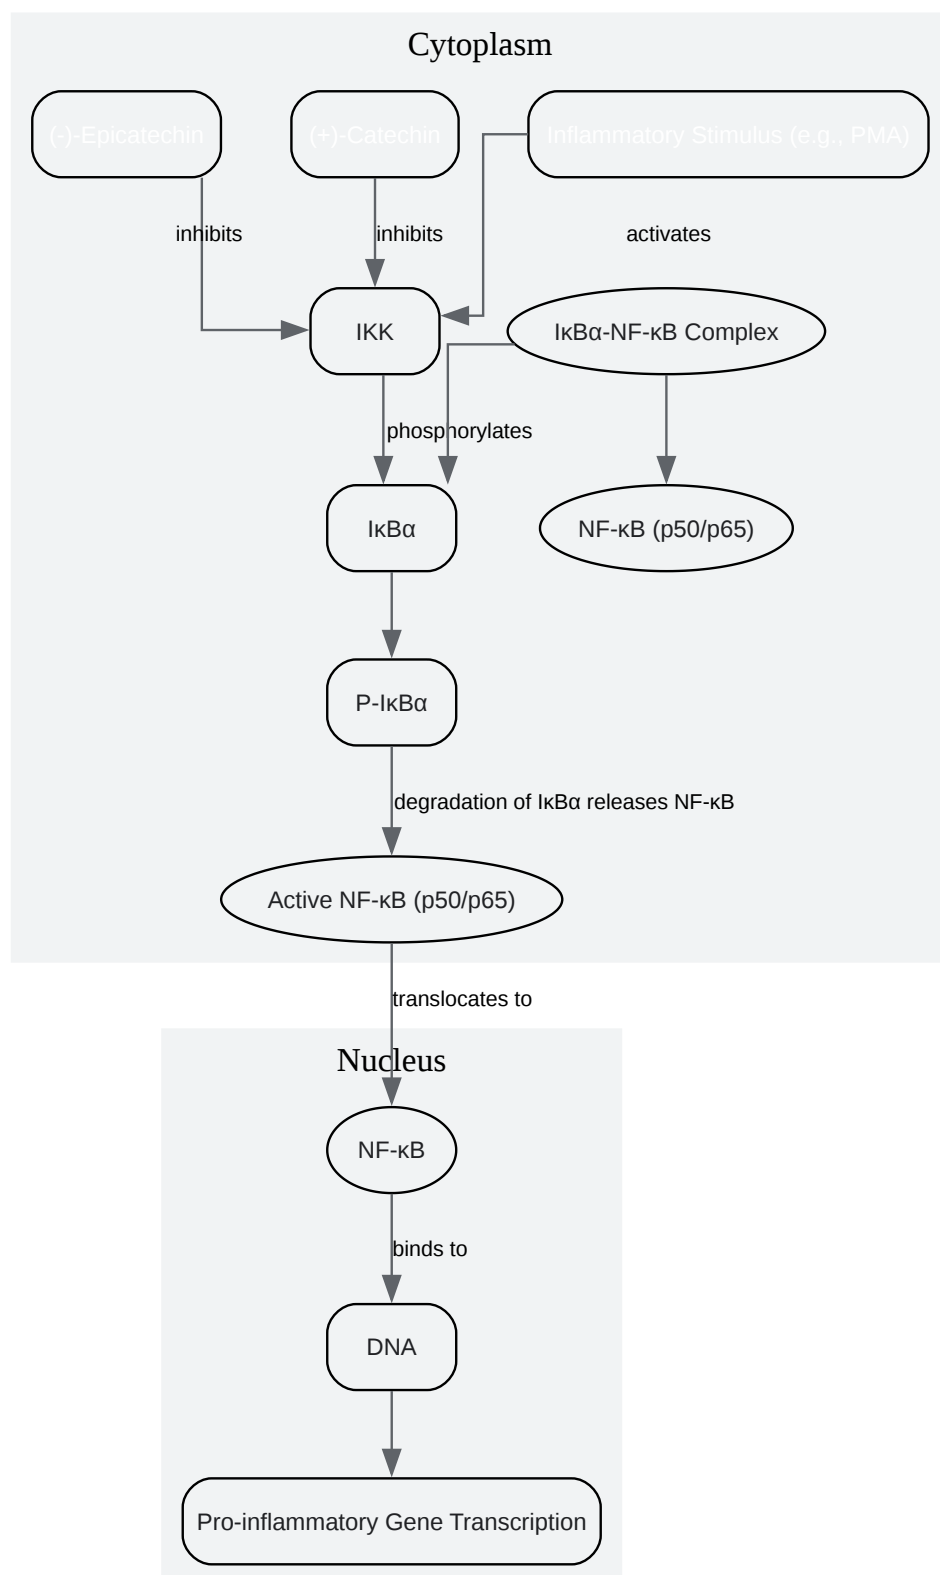 Cytoplasm
(-)-Epicatechin
(+)-Catechin
Inflammatory Stimulus (e.g., PMA)
inhibits
inhibits
activates
IKK
IκBα-NF-κB Complex
phosphorylates
IκBα
NF-κB (p50/p65)
P-IκBα
degradation of IκBα releases NF-κB
Active NF-κB (p50/p65)
translocates to
Nucleus
NF-κB
binds to
DNA
Pro-inflammatory Gene Transcription